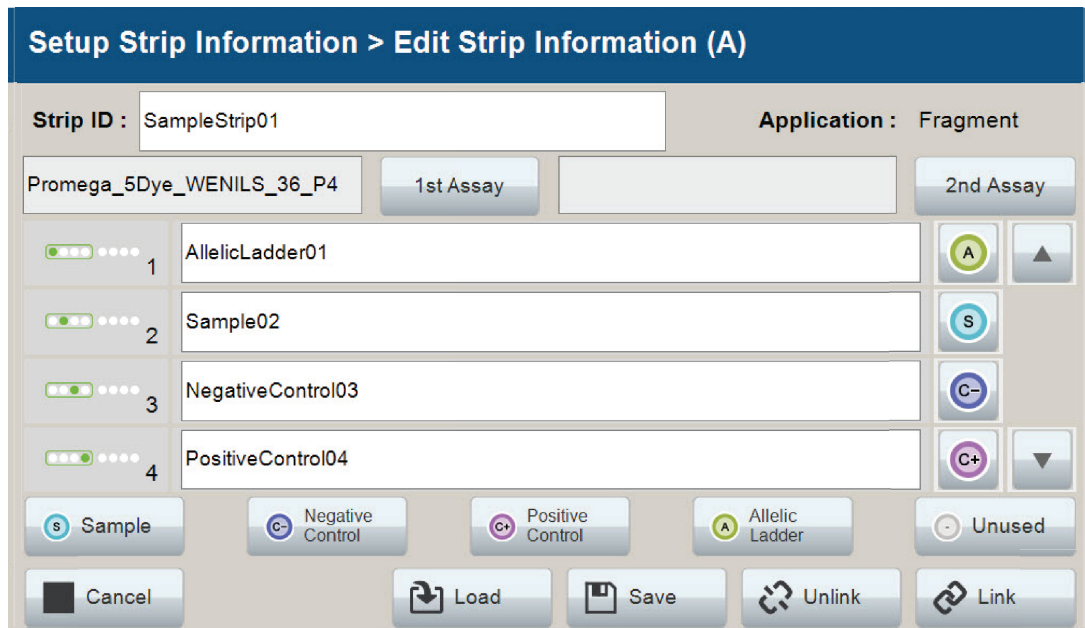 Setup Strip Information > Edit Strip Information (A)
Strip ID : SampleStrip01 Application : Fragment
Promega_5Dye_WENILS_36_P4 1st Assay 2nd Assay
1 AllelicLadder01 A
2 Sample02 S
3 NegativeControl03 C-
4 PositiveControl04 C+
S Sample C- Negative Control C+ Positive Control A Allelic Ladder - Unused
Cancel Load Save Unlink Link